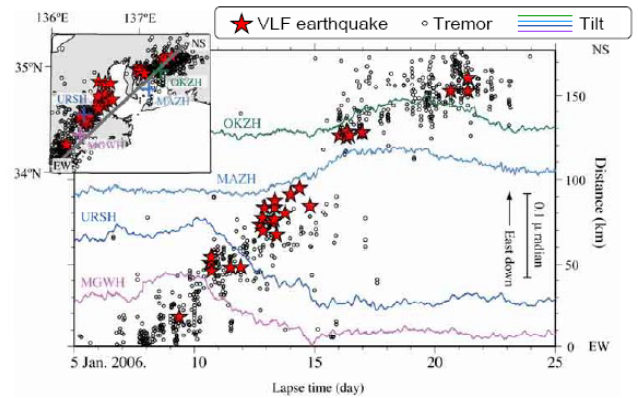 VLF earthquake Tremor Tilt
136°E 137°E
NS
35°N
OKZH
URSH
MAZH
MGWH
34°N
EW
NS
150
OKZH
MAZH
100
URSH
MGWH
50
0 EW
Distance (km)
0.1 μ radian
East down
5 Jan. 2006. 10 15 20 25
Lapse time (day)